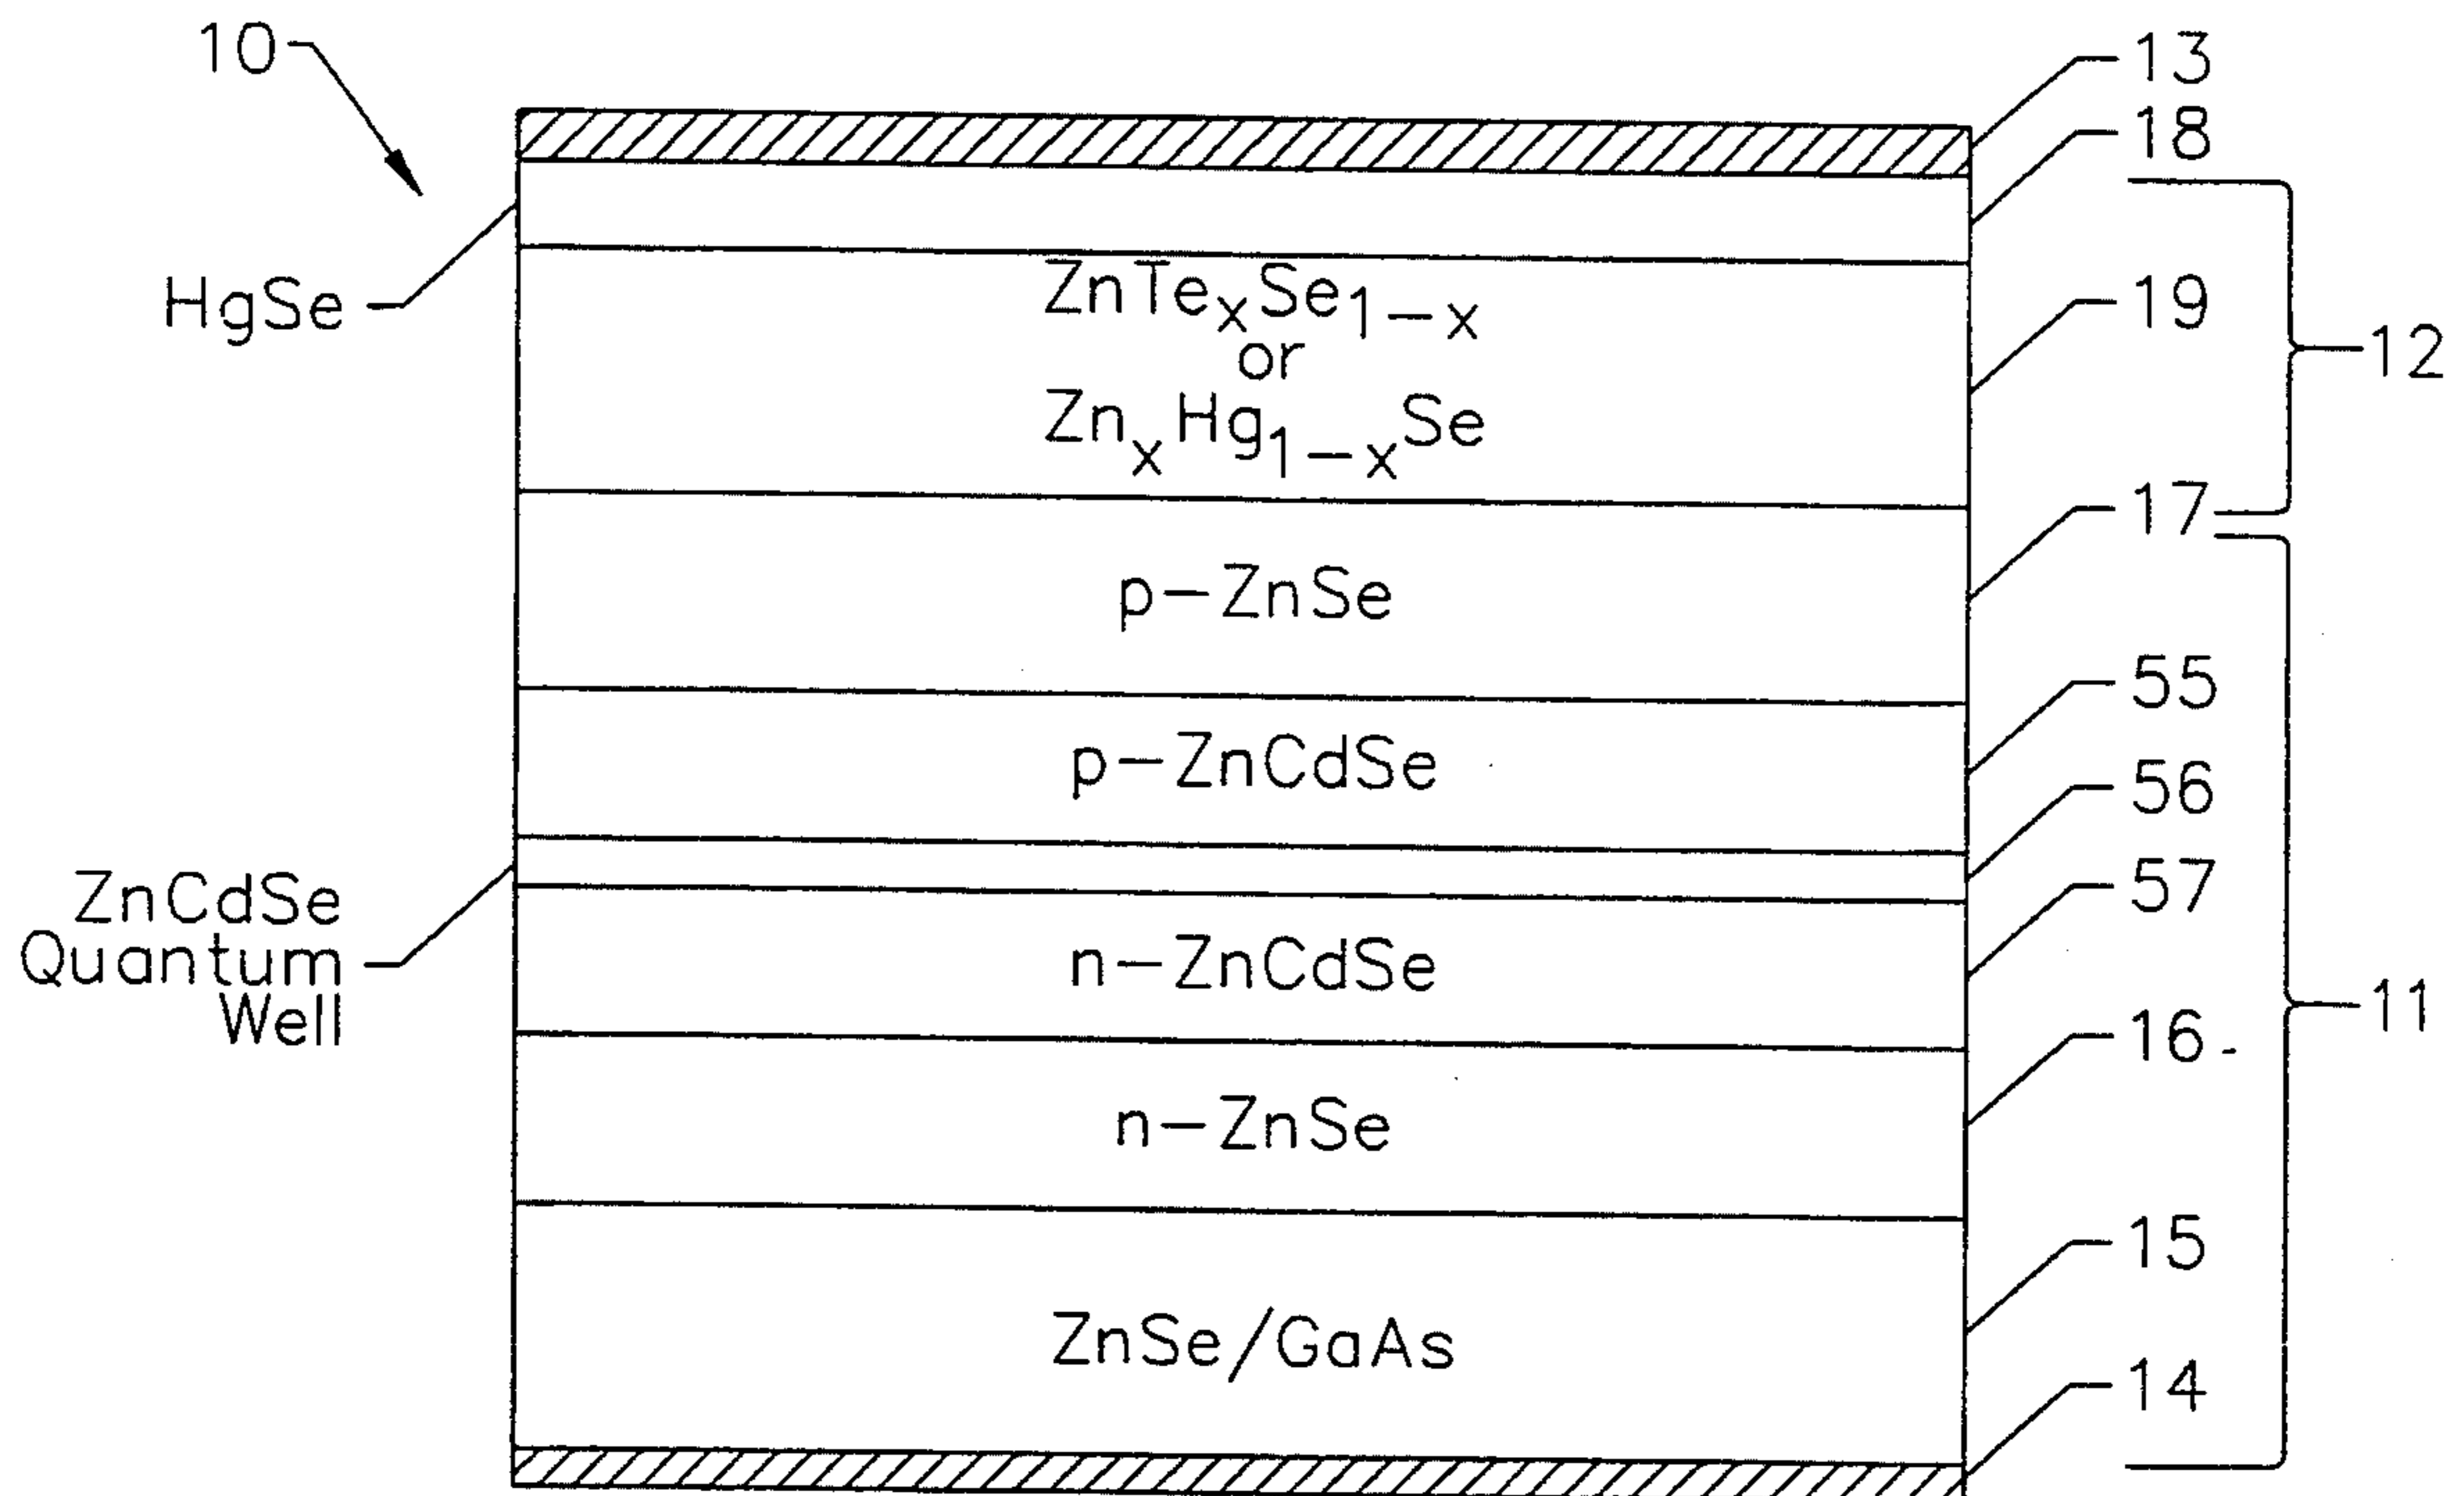 10
13
18
HgSe
ZnTexSe1-x
or
ZnxHg1-xSe
19
12
17
p-ZnSe
55
p-ZnCdSe
56
ZnCdSe
Quantum
Well
57
n-ZnCdSe
11
16
n-ZnSe
15
ZnSe/GaAs
14